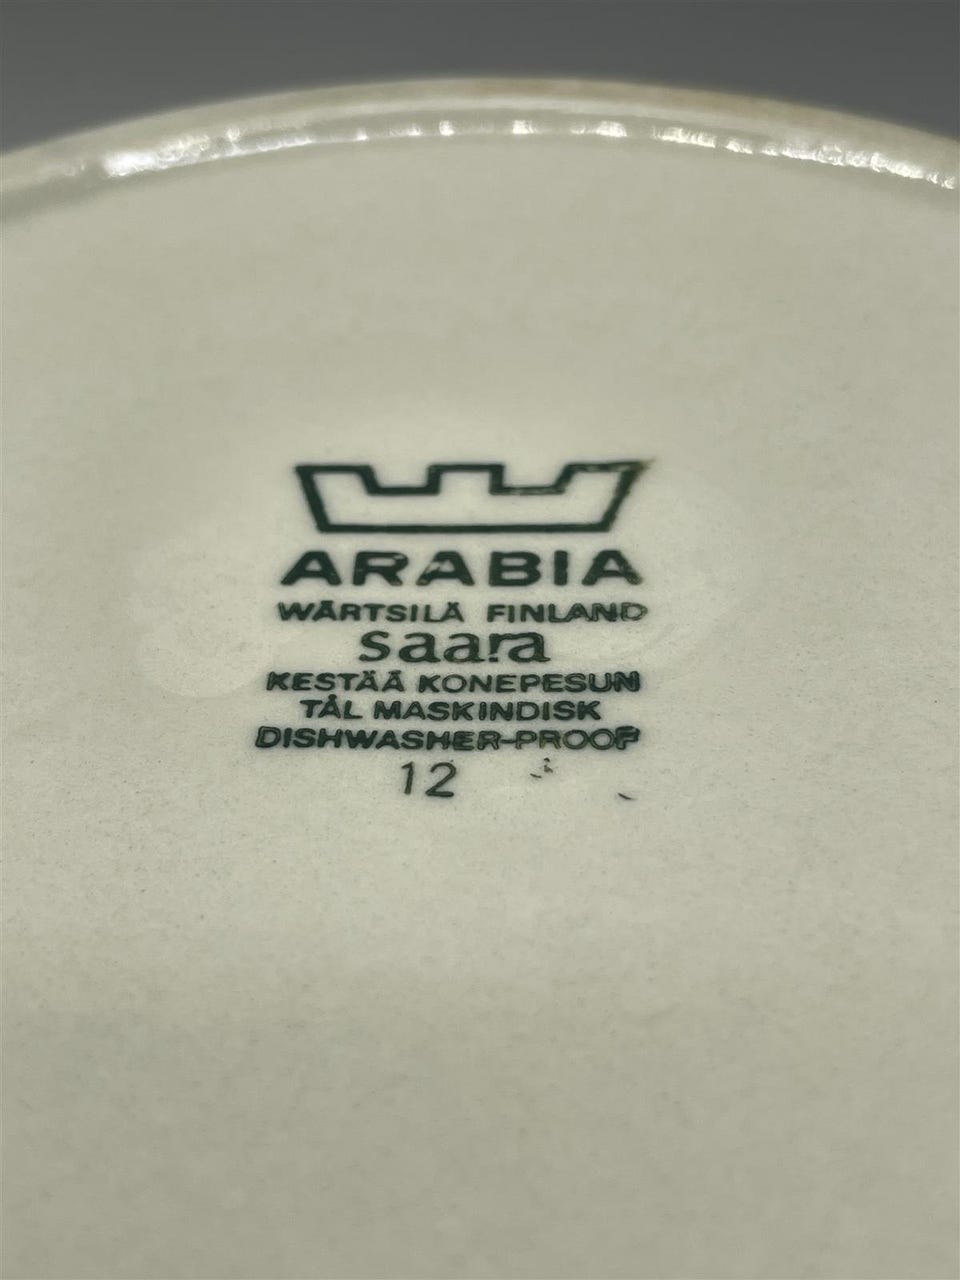 ARABIA
WÄRTSILÄ FINLAND
saara
KESTÄÄ KONEPESUN
TÅL MASKINDISK
DISHWASHER-PROOF
12